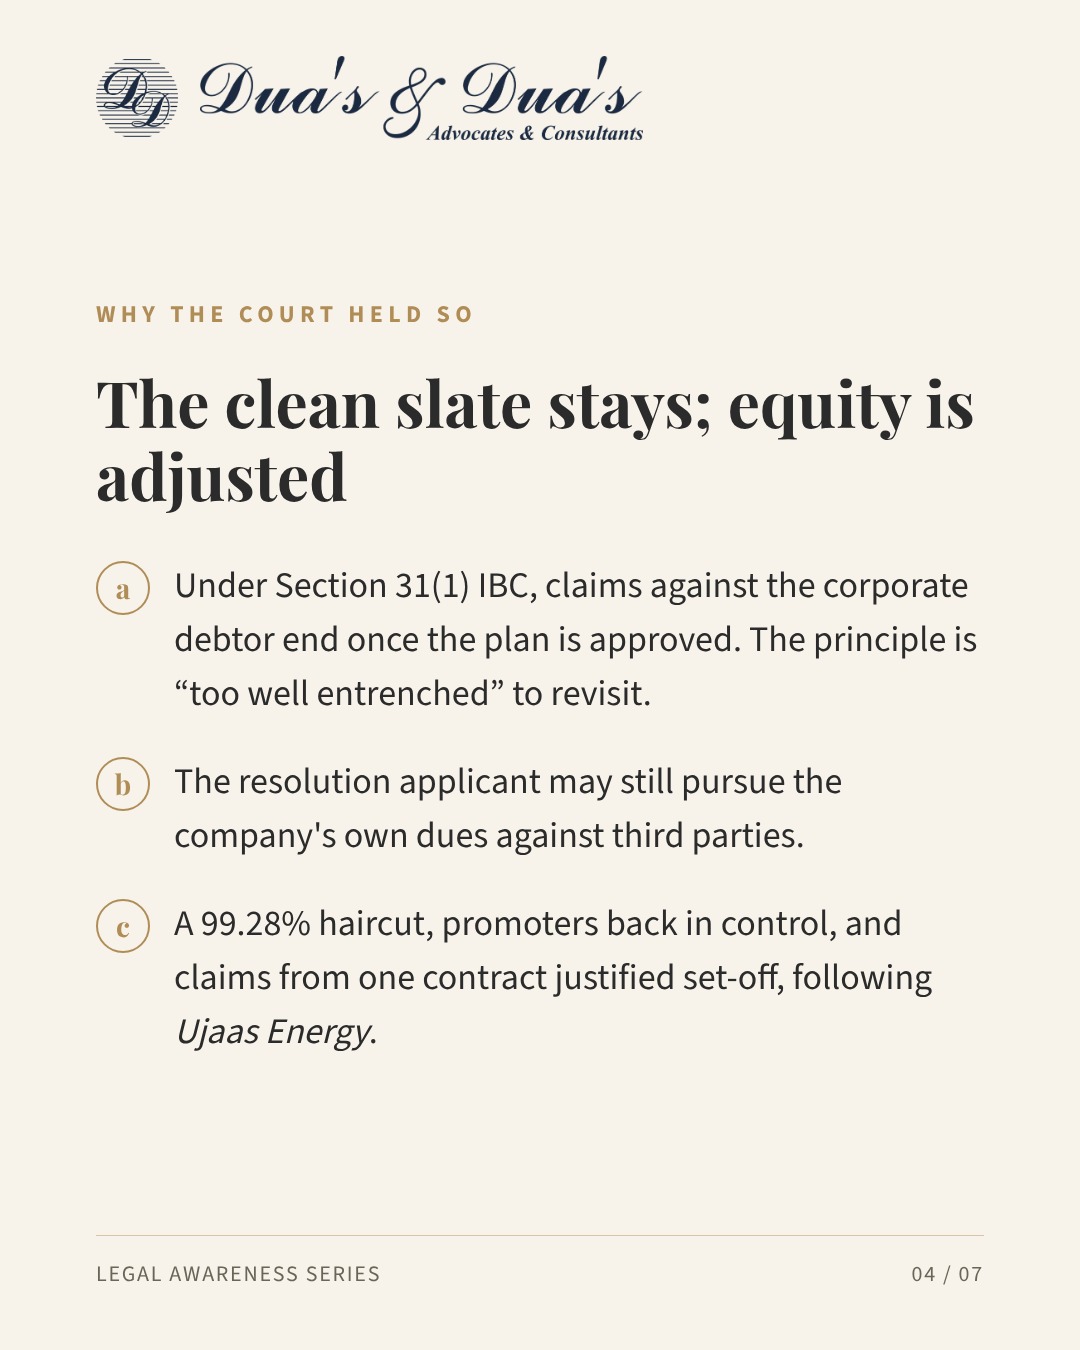 DD Dua's & Dua's
Advocates & Consultants
WHY THE COURT HELD SO
The clean slate stays; equity is
adjusted
a Under Section 31(1) IBC, claims against the corporate
debtor end once the plan is approved. The principle is
“too well entrenched” to revisit.
b The resolution applicant may still pursue the
company's own dues against third parties.
c A 99.28% haircut, promoters back in control, and
claims from one contract justified set-off, following
Ujaas Energy.
LEGAL AWARENESS SERIES
04 / 07